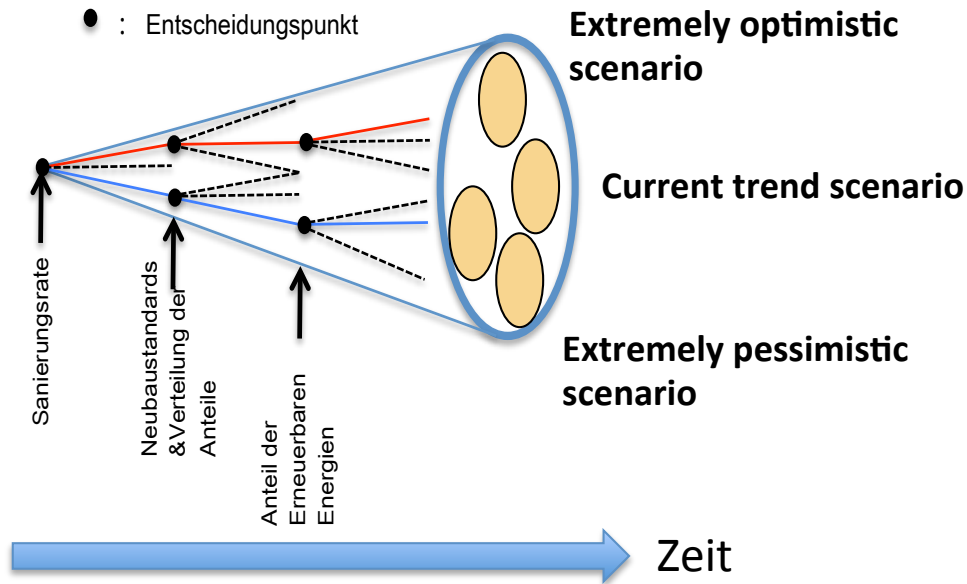 : Entscheidungspunkt
Extremely optimistic
scenario
Current trend scenario
Extremely pessimistic
scenario
Sanierungsrate
Neubaustandards
&Verteilung der
Anteile
Anteil der
Erneuerbaren
Energien
Zeit